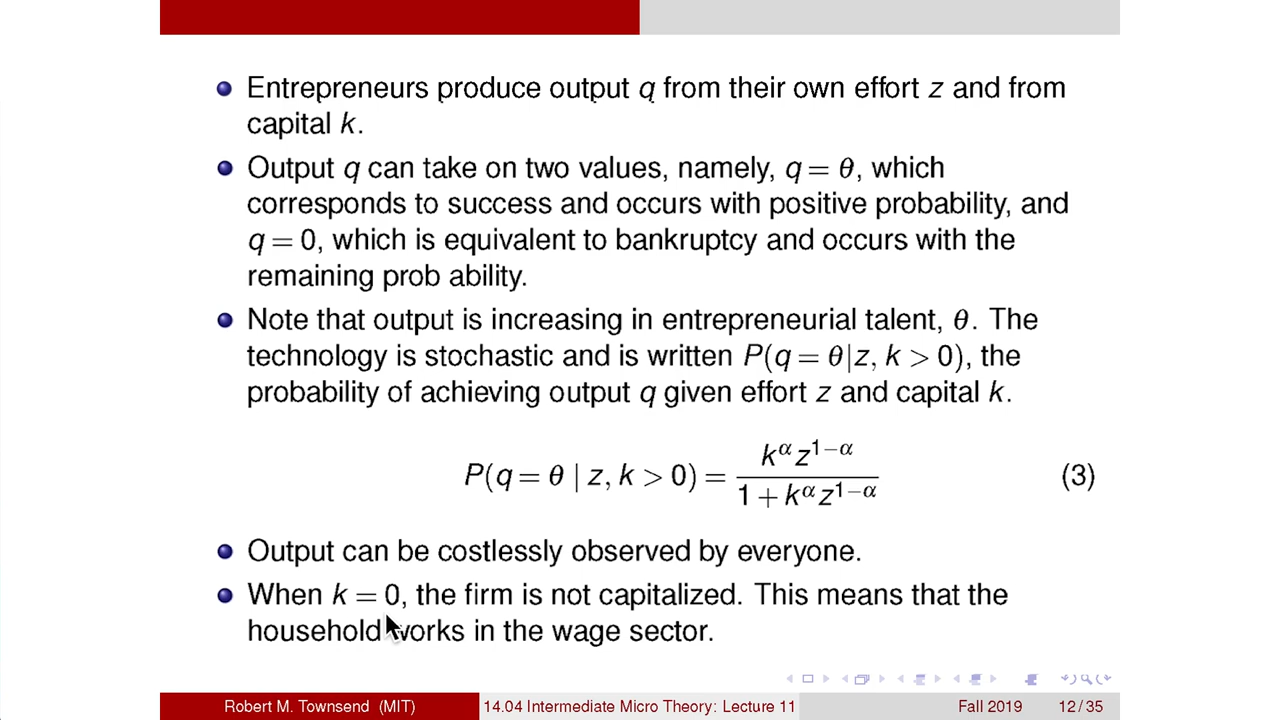 Entrepreneurs produce output q from their own effort z and from
capital k.
Output q can take on two values, namely, q = θ, which
corresponds to success and occurs with positive probability, and
q = 0, which is equivalent to bankruptcy and occurs with the
remaining prob ability.
Note that output is increasing in entrepreneurial talent, θ. The
technology is stochastic and is written P(q = θ|z, k > 0), the
probability of achieving output q given effort z and capital k.
P(q = θ | z, k > 0) = k^α z^{1−α} / (1 + k^α z^{1−α}) (3)
Output can be costlessly observed by everyone.
When k = 0, the firm is not capitalized. This means that the
household works in the wage sector.
Robert M. Townsend (MIT) 14.04 Intermediate Micro Theory: Lecture 11 Fall 2019 12 / 35